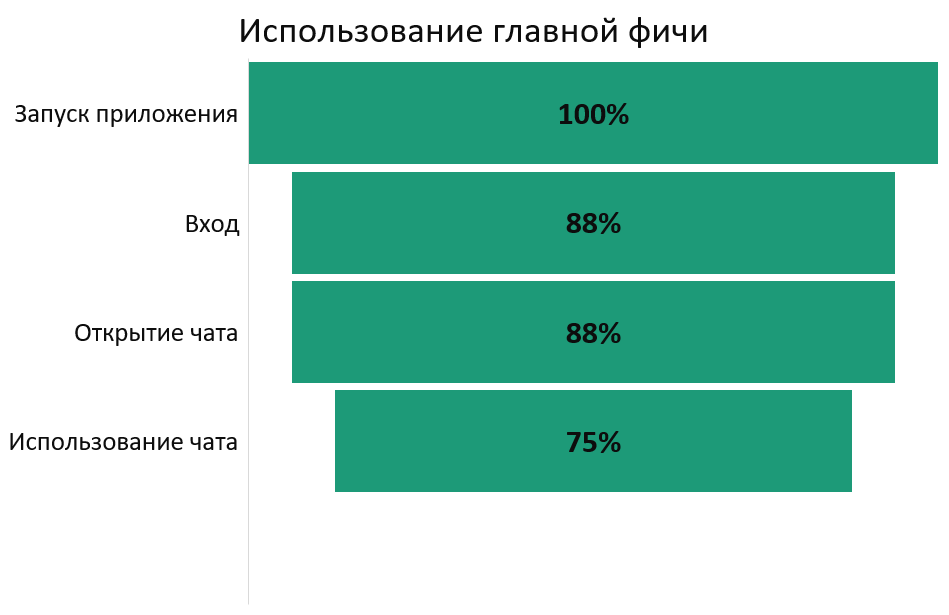 Использование главной фичи
Запуск приложения 100%
Вход 88%
Открытие чата 88%
Использование чата 75%